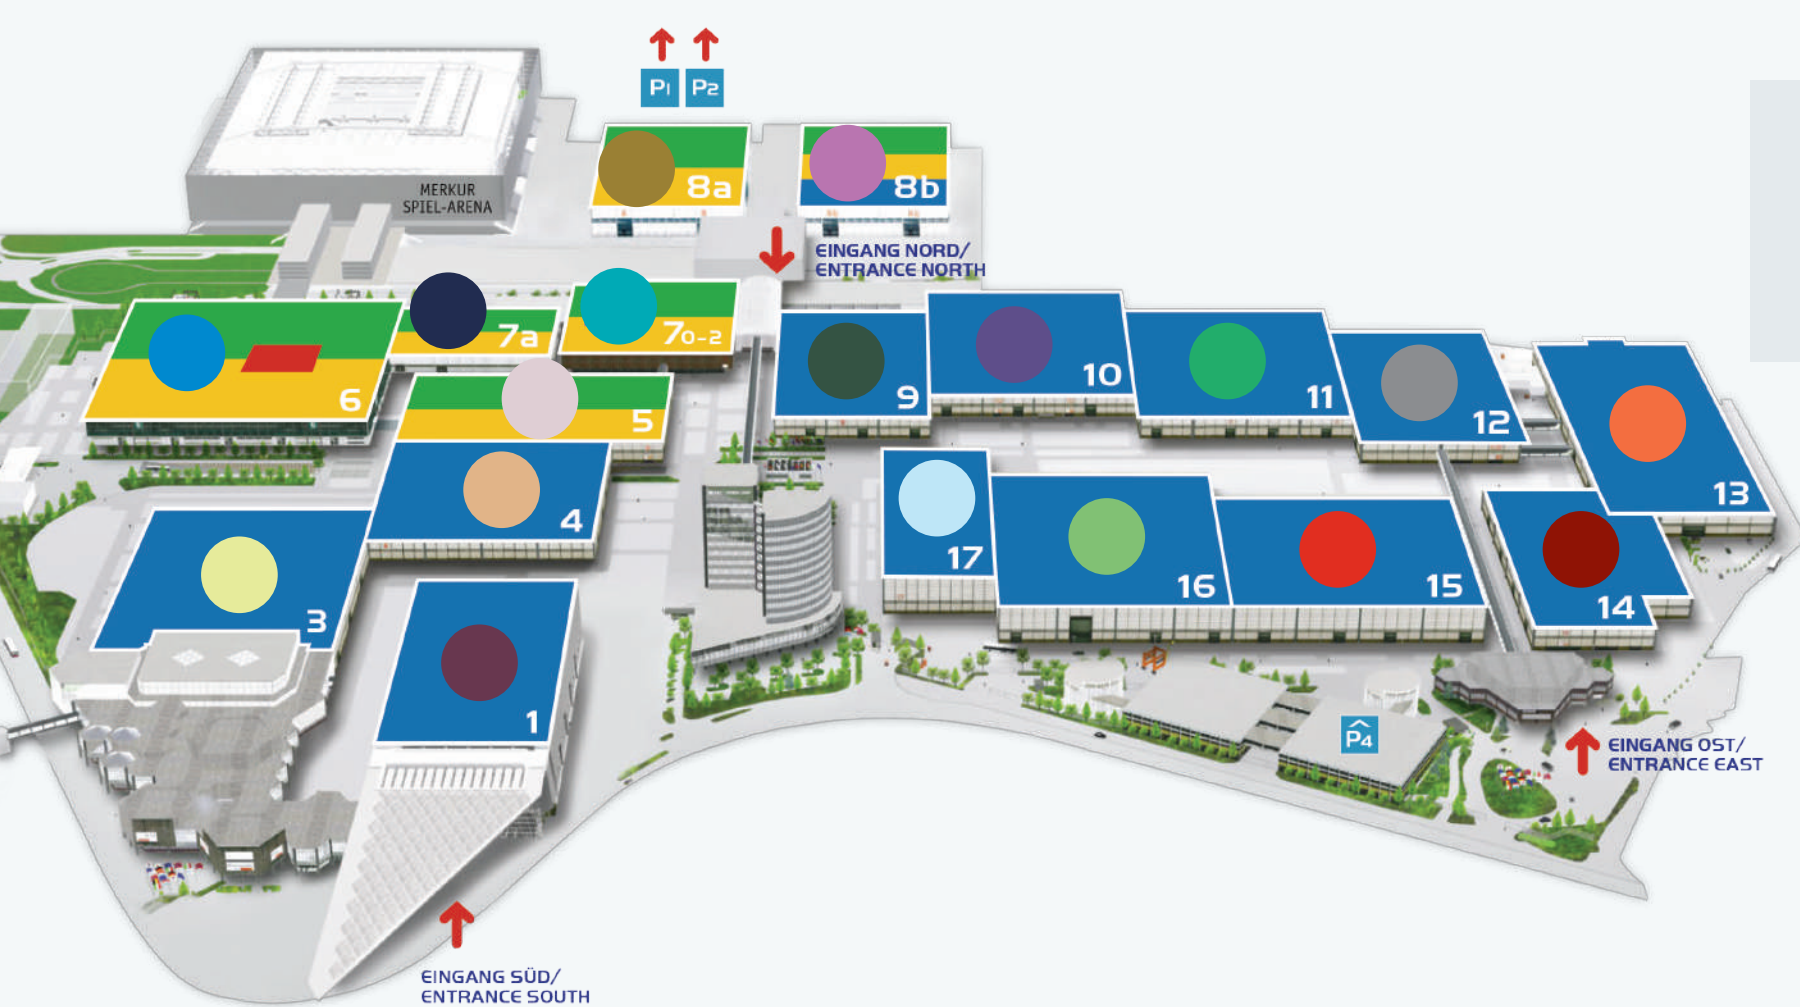 P1 P2
MERKUR
SPIEL-ARENA
8a
8b
EINGANG NORD/
ENTRANCE NORTH
7a
70-2
6
5
9
10
11
12
13
4
3
17
16
15
14
1
P4
EINGANG OST/
ENTRANCE EAST
EINGANG SÜD/
ENTRANCE SOUTH